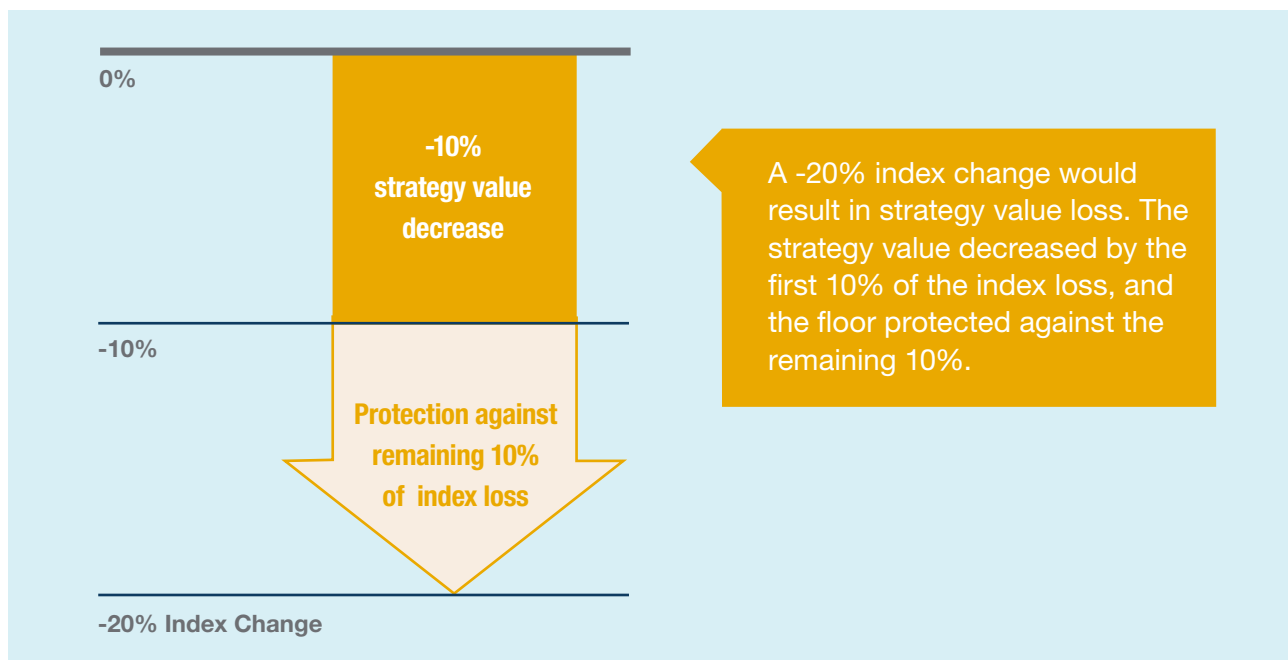 0%
-10%
strategy value
decrease
-10%
Protection against
remaining 10%
of index loss
-20% Index Change
A -20% index change would
result in strategy value loss. The
strategy value decreased by the
first 10% of the index loss, and
the floor protected against the
remaining 10%.